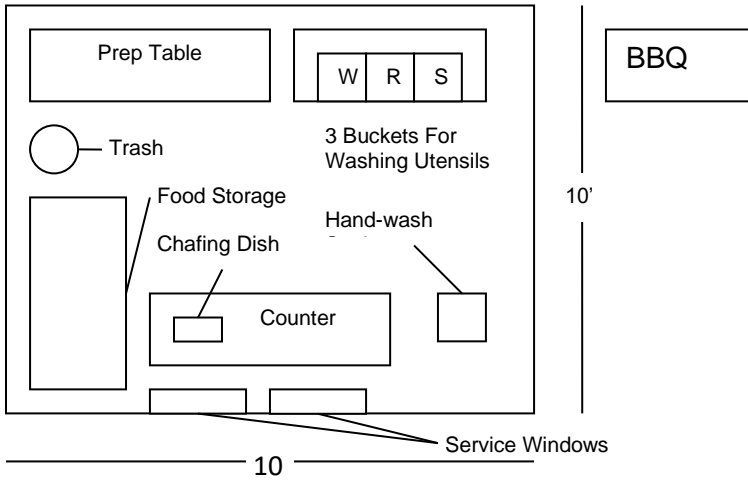 Prep Table
W R S
BBQ
Trash
3 Buckets For
Washing Utensils
Food Storage
10'
Hand-wash
Chafing Dish
Counter
Service Windows
10